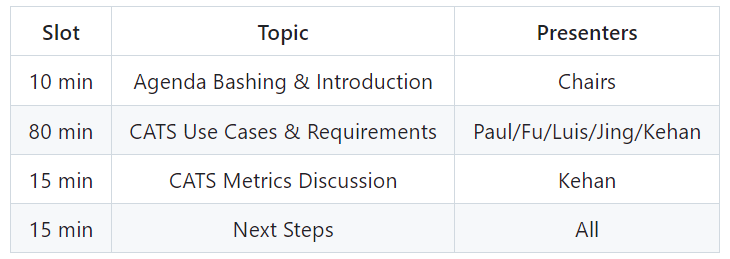 Slot Topic Presenters
10 min Agenda Bashing & Introduction Chairs
80 min CATS Use Cases & Requirements Paul/Fu/Luis/Jing/Kehan
15 min CATS Metrics Discussion Kehan
15 min Next Steps All